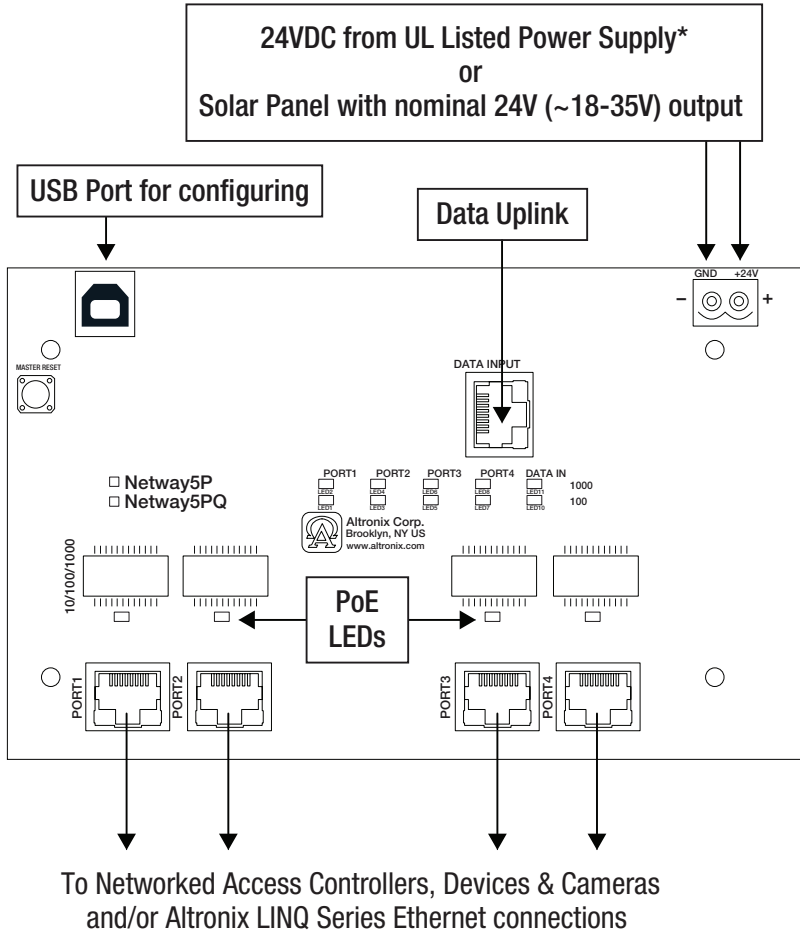 24VDC from UL Listed Power Supply*
or
Solar Panel with nominal 24V (~18-35V) output
USB Port for configuring
Data Uplink
GND +24V
– +
MASTER RESET
DATA INPUT
Netway5P
Netway5PQ
PORT1 PORT2 PORT3 PORT4 DATA IN
LED2 LED4 LED6 LED8 LED11 1000
LED1 LED3 LED5 LED7 LED10 100
Altronix Corp.
Brooklyn, NY US
www.altronix.com
10/100/1000
PoE
LEDs
PORT1
PORT2
PORT3
PORT4
To Networked Access Controllers, Devices & Cameras
and/or Altronix LINQ Series Ethernet connections